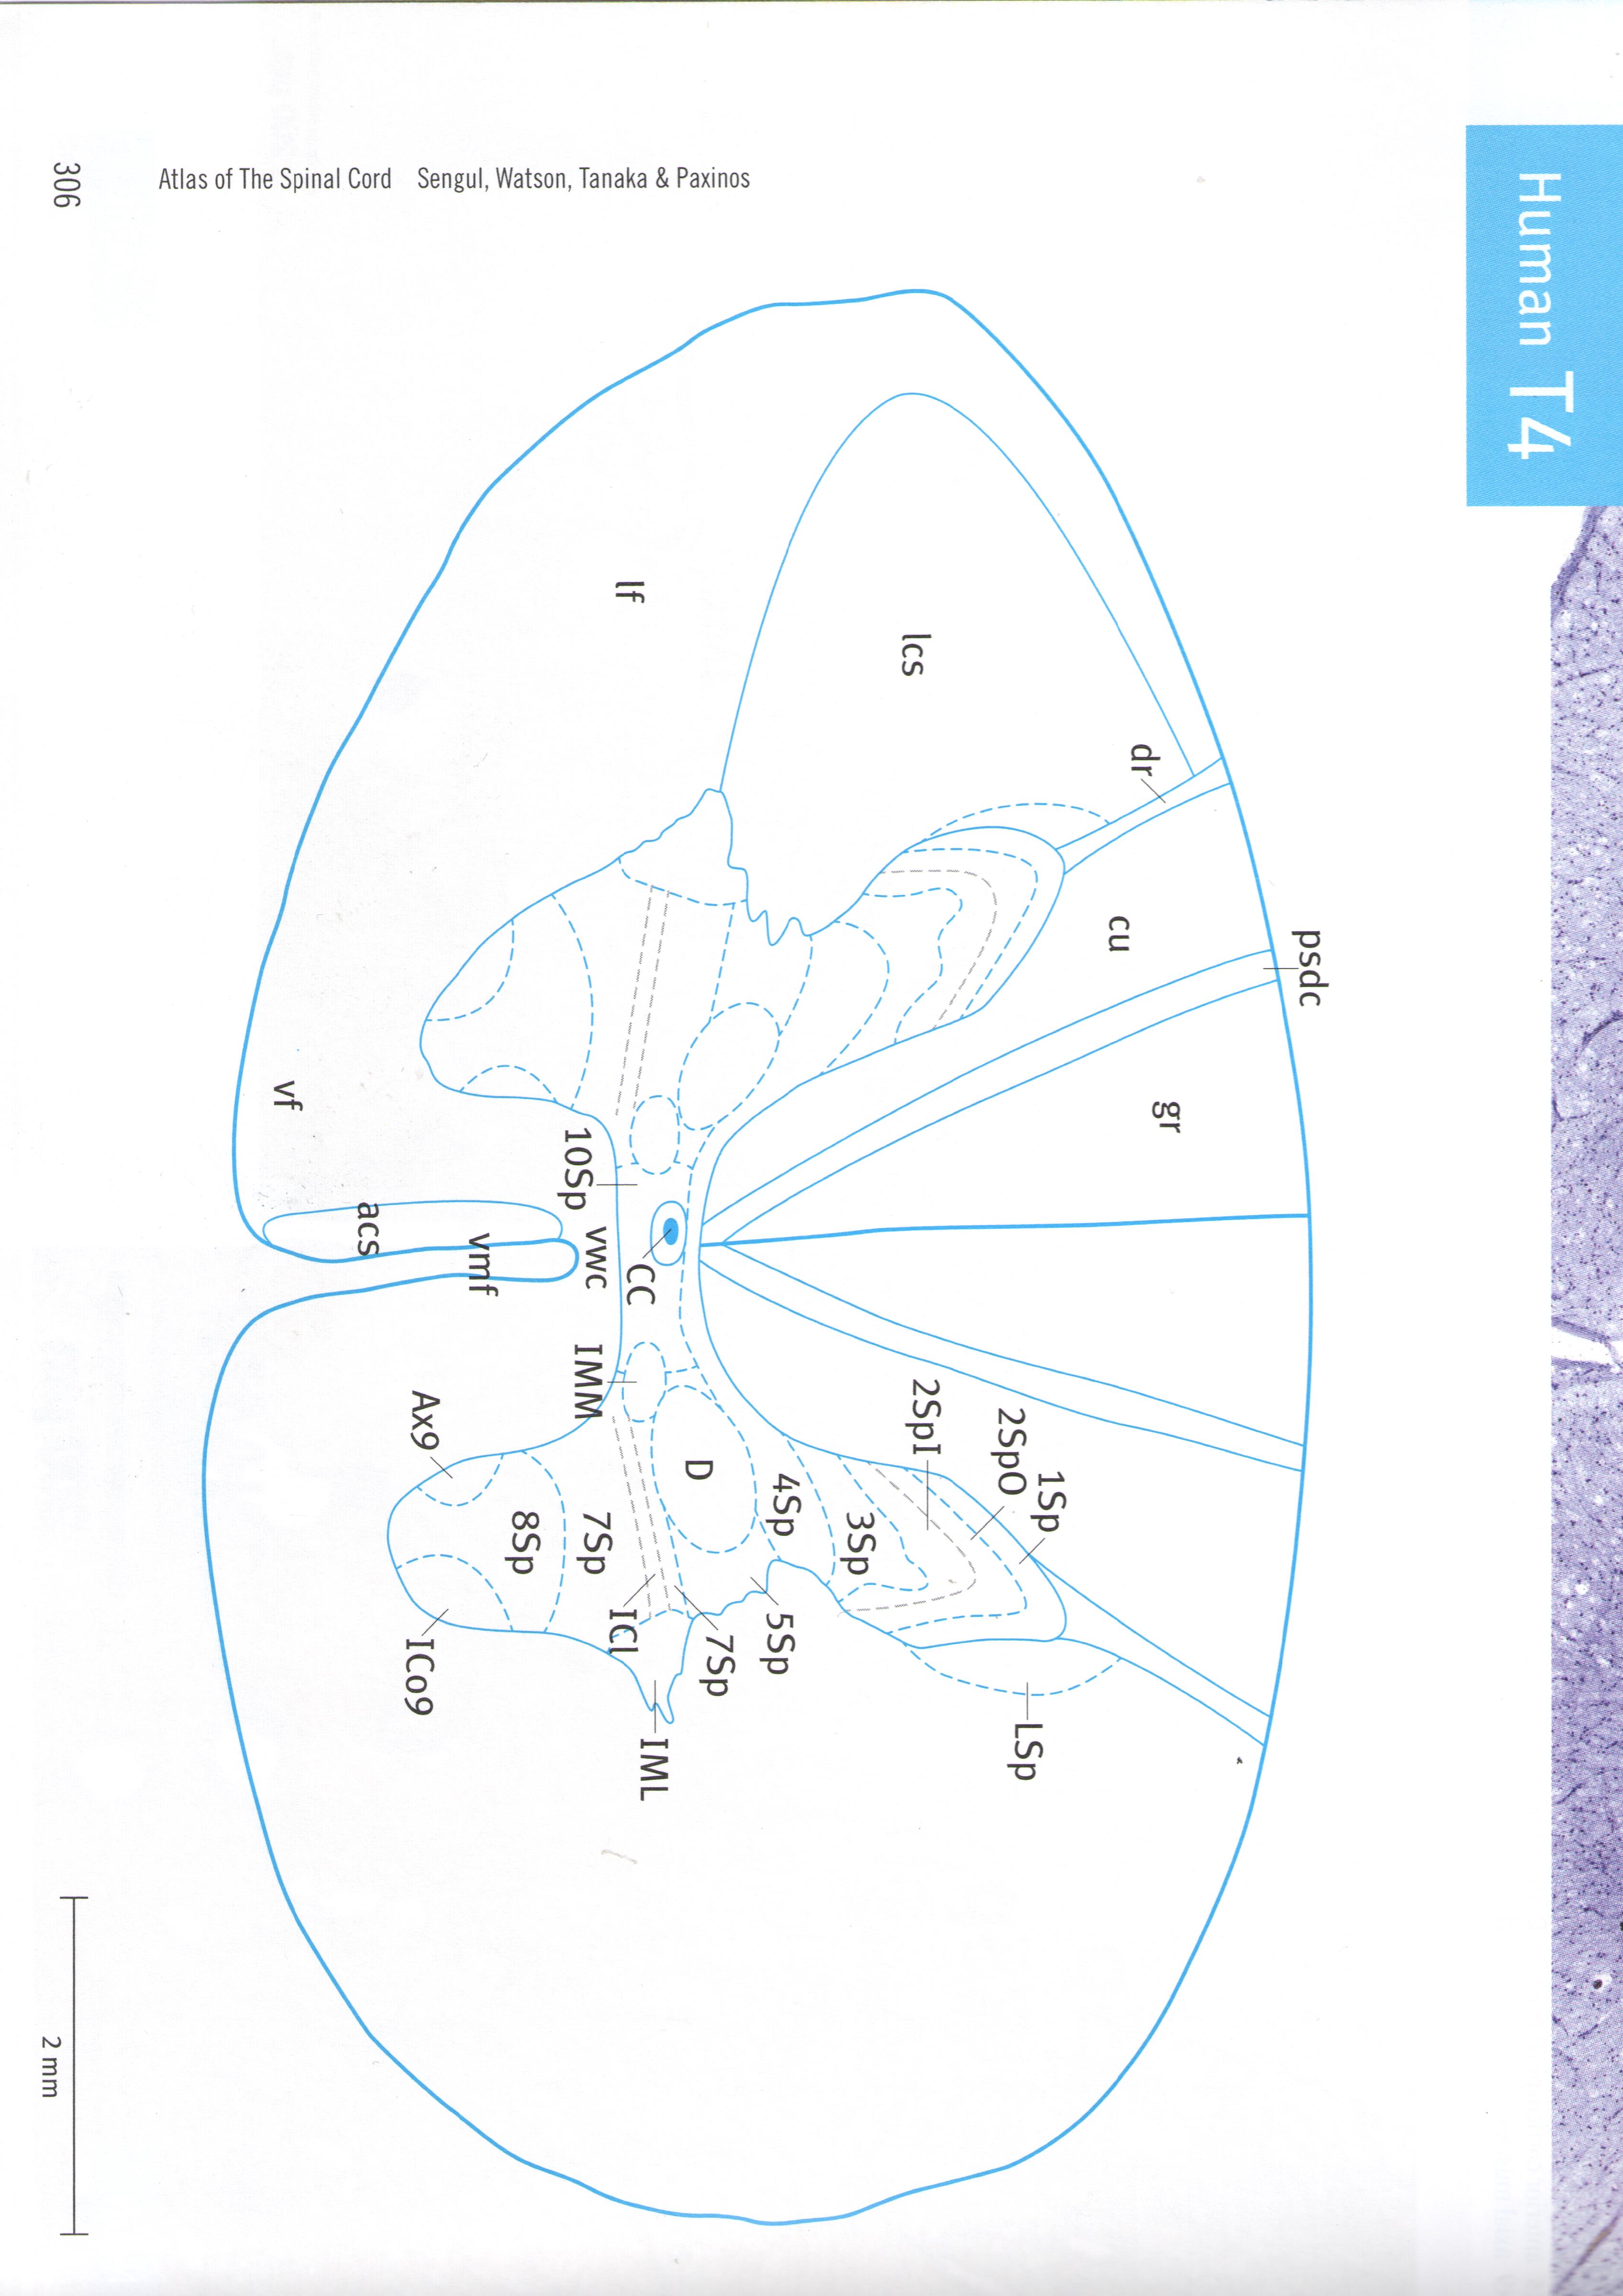 Human T4
psdc
dr
cu
gr
lcs
lf
1Sp
2SpO
2SpI
LSp
3Sp
4Sp
5Sp
D
7Sp
CC
IML
10Sp
vwc
IMM
ICl
7Sp
8Sp
vmf
acs
Ax9
ICo9
vf
306
Atlas of The Spinal Cord Sengul, Watson, Tanaka & Paxinos
2 mm